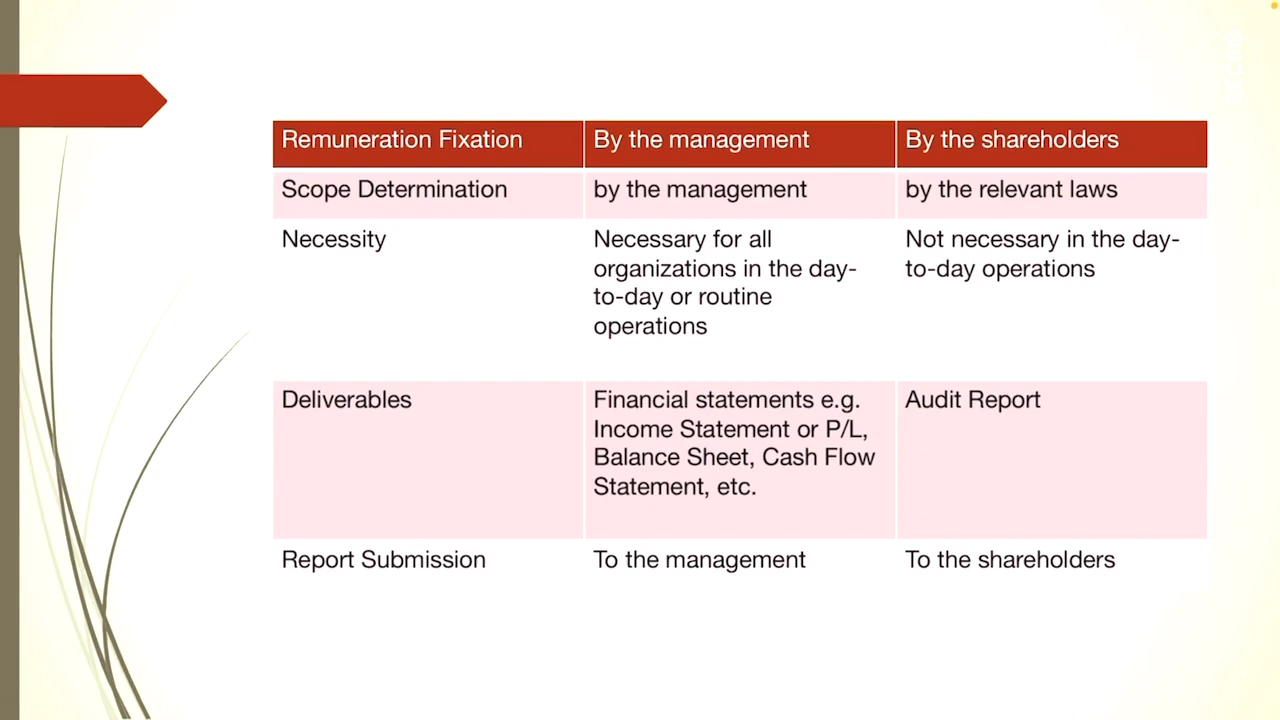 Remuneration Fixation
By the management
By the shareholders
Scope Determination
by the management
by the relevant laws
Necessity
Necessary for all
organizations in the day-
to-day or routine
operations
Not necessary in the day-
to-day operations
Deliverables
Financial statements e.g.
Income Statement or P/L,
Balance Sheet, Cash Flow
Statement, etc.
Audit Report
Report Submission
To the management
To the shareholders